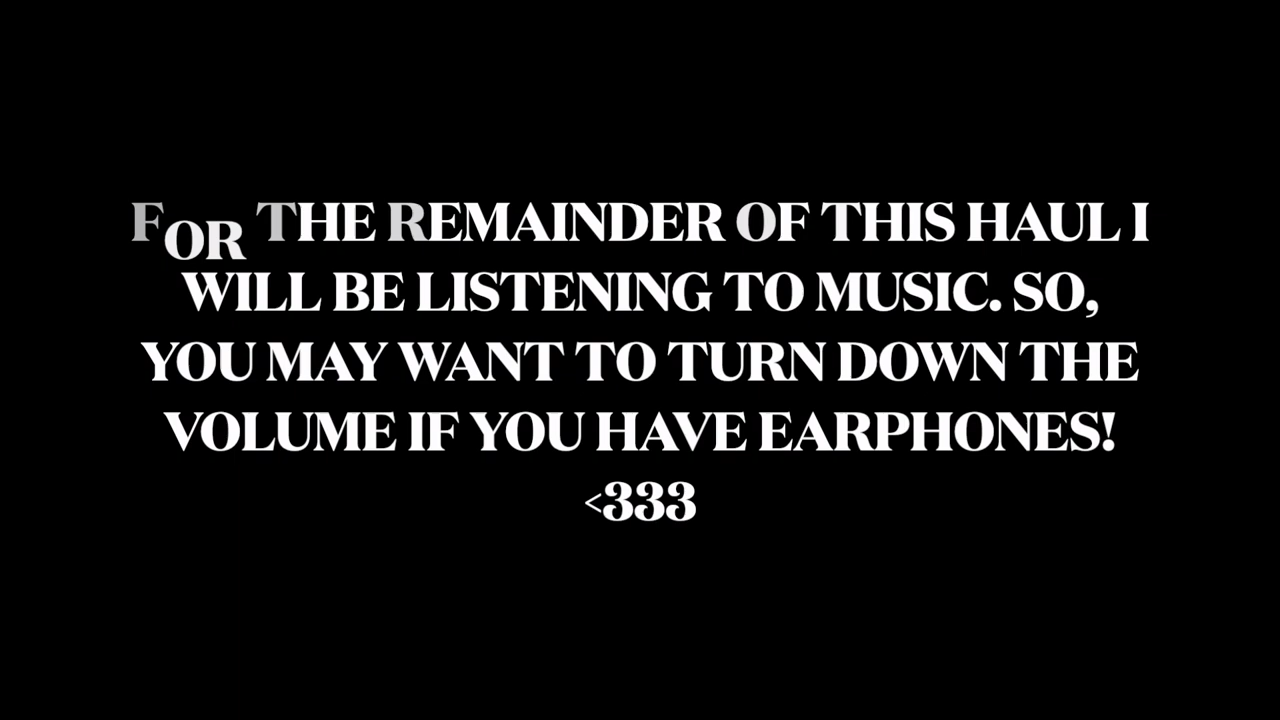 FOR THE REMAINDER OF THIS HAUL I
WILL BE LISTENING TO MUSIC. SO,
YOU MAY WANT TO TURN DOWN THE
VOLUME IF YOU HAVE EARPHONES!
<333